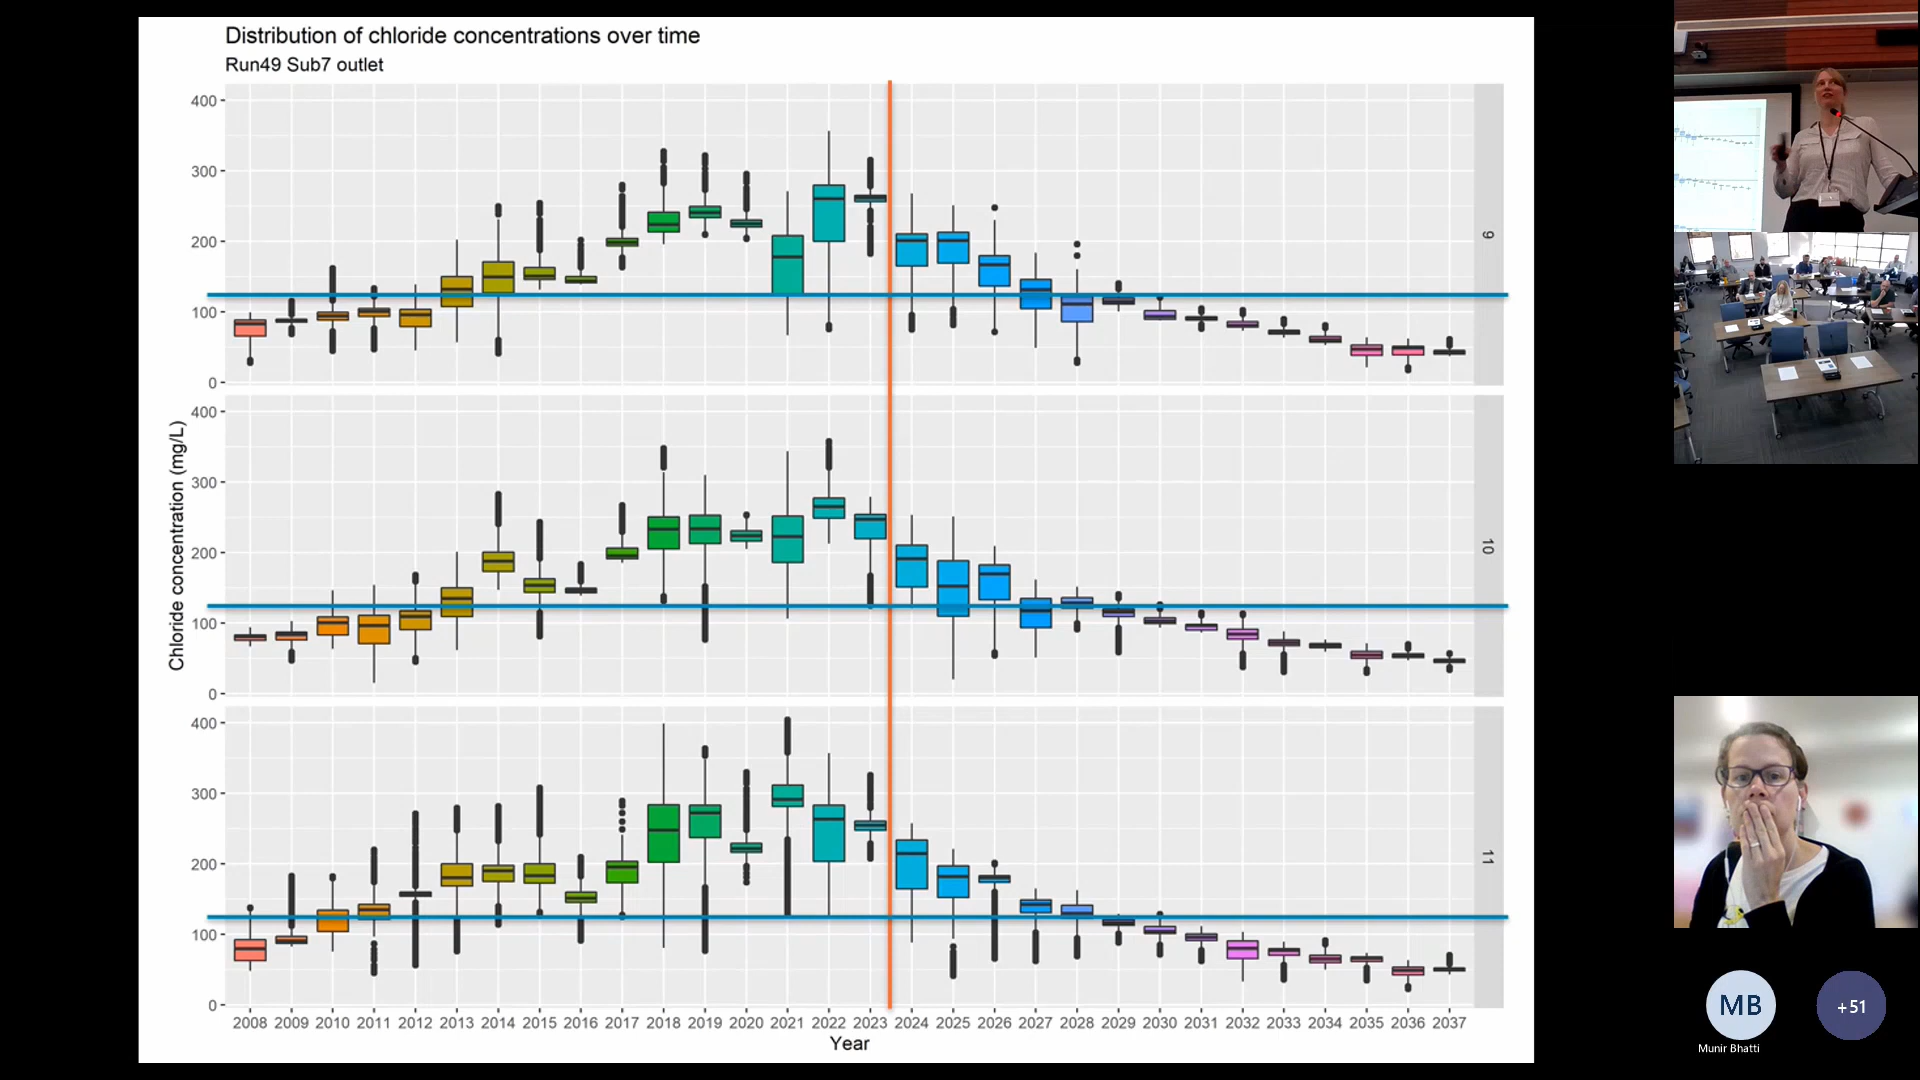 Distribution of chloride concentrations over time
Run49 Sub7 outlet
Chloride concentration (mg/L)
400
300
200
100
0
9
400
300
200
100
0
10
400
300
200
100
0
11
2008 2009 2010 2011 2012 2013 2014 2015 2016 2017 2018 2019 2020 2021 2022 2023 2024 2025 2026 2027 2028 2029 2030 2031 2032 2033 2034 2035 2036 2037
Year
MB
+51
Munir Bhatti